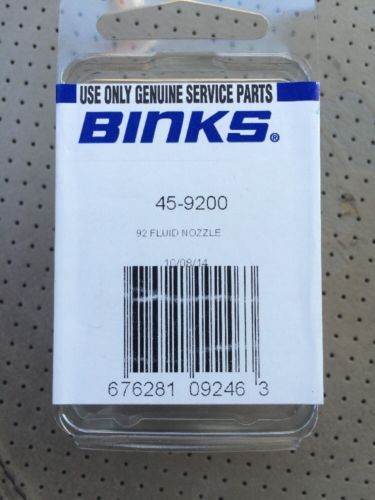 USE ONLY GENUINE SERVICE PARTS
BINKS®
45-9200
92 FLUID NOZZLE
10/08/14
676281 09246 3